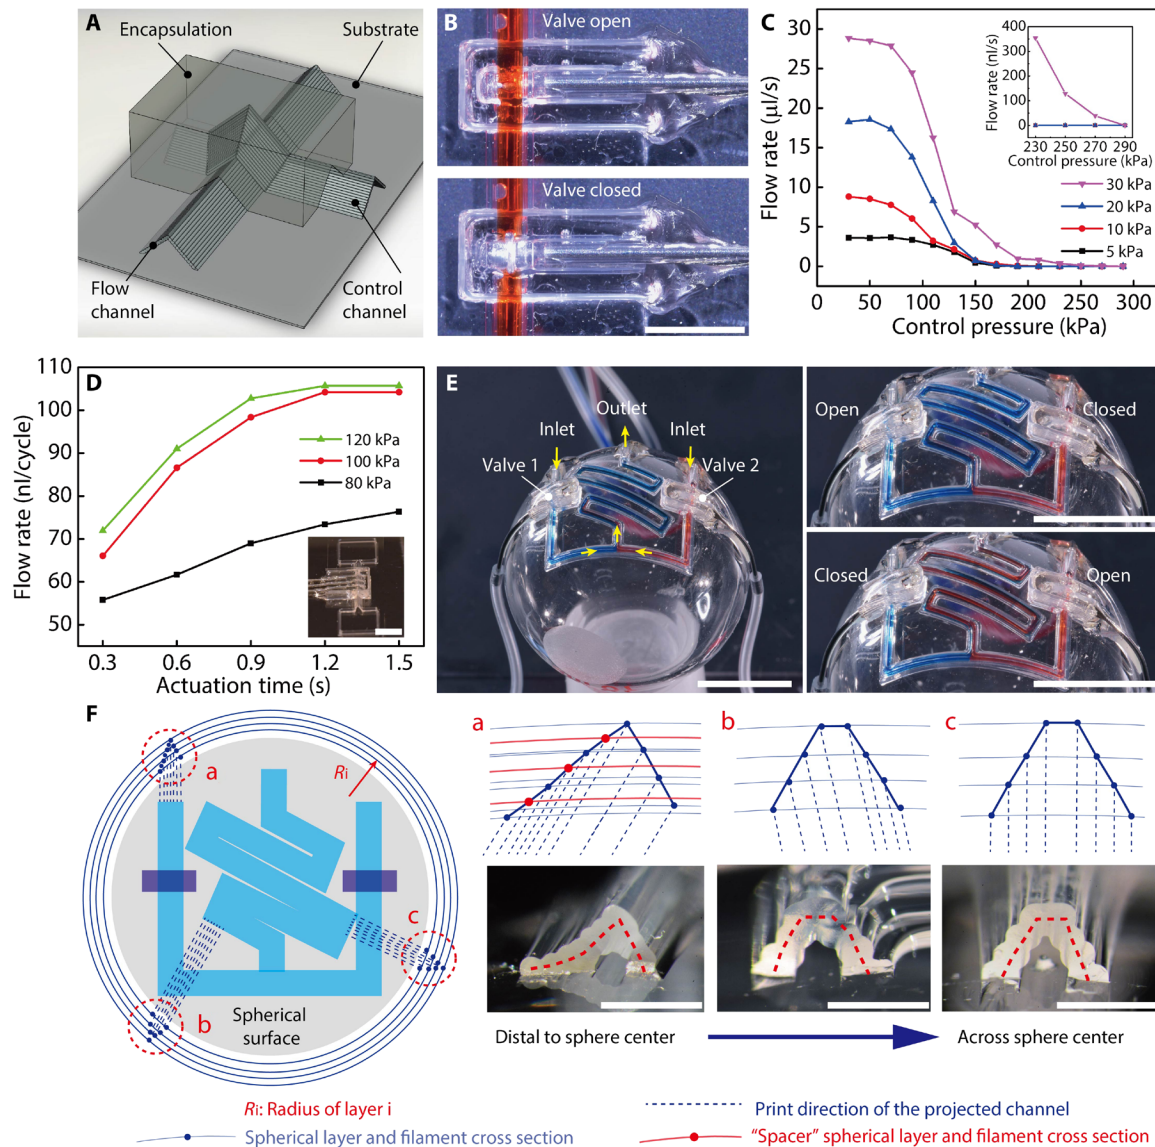 A
Encapsulation
Substrate
Flow
channel
Control
channel
B
Valve open
Valve closed
C
Flow rate (µl/s)
30
25
20
15
10
5
0
0
50
100
150
200
250
300
Control pressure (kPa)
30 kPa
20 kPa
10 kPa
5 kPa
Flow rate (nl/s)
400
300
200
100
0
230
250
270
290
Control pressure (kPa)
D
Flow rate (nl/cycle)
110
100
90
80
70
60
50
0.3
0.6
0.9
1.2
1.5
Actuation time (s)
120 kPa
100 kPa
80 kPa
E
Outlet
Inlet
Inlet
Valve 1
Valve 2
Open
Closed
Closed
Open
F
a
Ri
c
b
Spherical
surface
a
b
c
Distal to sphere center
Across sphere center
Ri: Radius of layer i
Print direction of the projected channel
Spherical layer and filament cross section
“Spacer” spherical layer and filament cross section